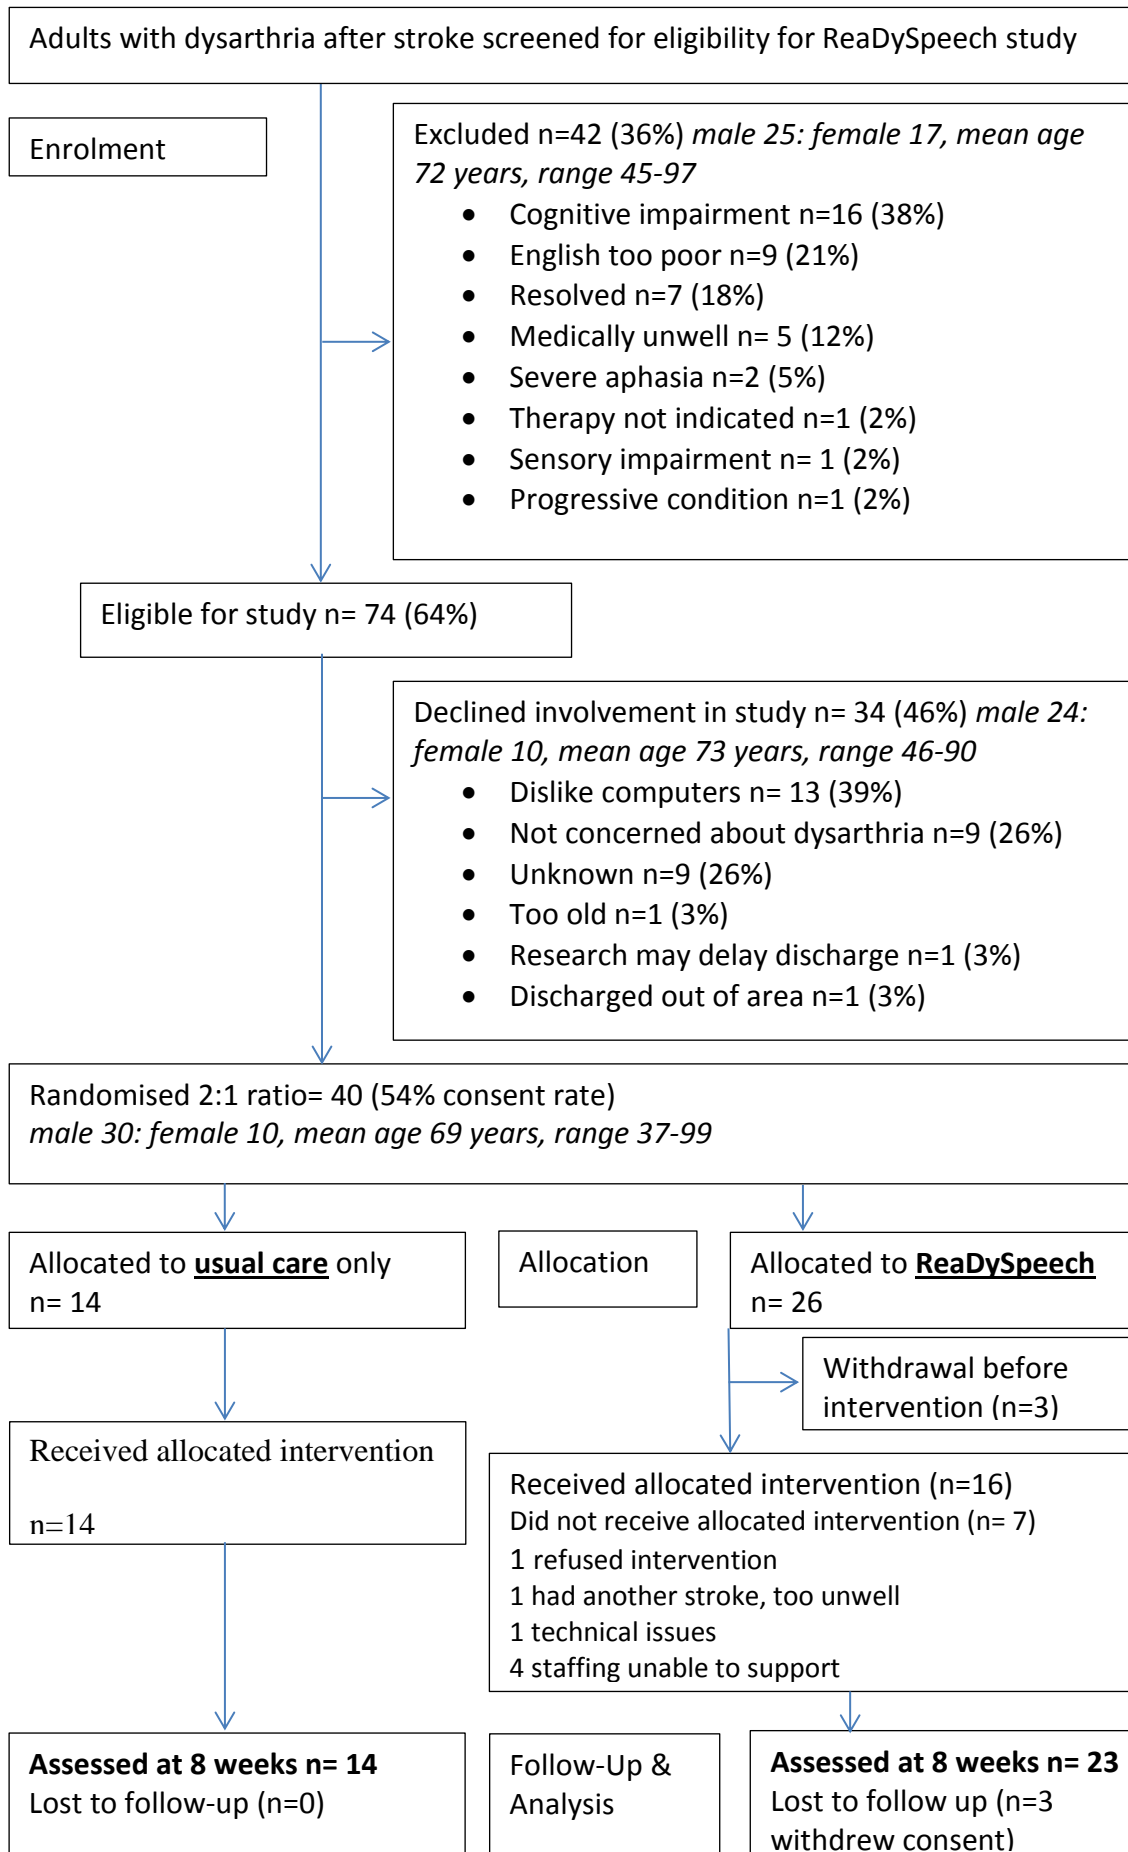 Adults with dysarthria after stroke screened for eligibility for ReaDySpeech study
Enrolment
Excluded n=42 (36%) male 25: female 17, mean age
72 years, range 45-97
• Cognitive impairment n=16 (38%)
• English too poor n=9 (21%)
• Resolved n=7 (18%)
• Medically unwell n= 5 (12%)
• Severe aphasia n=2 (5%)
• Therapy not indicated n=1 (2%)
• Sensory impairment n= 1 (2%)
• Progressive condition n=1 (2%)
Eligible for study n= 74 (64%)
Declined involvement in study n= 34 (46%) male 24:
female 10, mean age 73 years, range 46-90
• Dislike computers n= 13 (39%)
• Not concerned about dysarthria n=9 (26%)
• Unknown n=9 (26%)
• Too old n=1 (3%)
• Research may delay discharge n=1 (3%)
• Discharged out of area n=1 (3%)
Randomised 2:1 ratio= 40 (54% consent rate)
male 30: female 10, mean age 69 years, range 37-99
Allocated to usual care only
n= 14
Allocation
Allocated to ReaDySpeech
n= 26
Withdrawal before
intervention (n=3)
Received allocated intervention
n=14
Received allocated intervention (n=16)
Did not receive allocated intervention (n= 7)
1 refused intervention
1 had another stroke, too unwell
1 technical issues
4 staffing unable to support
Assessed at 8 weeks n= 14
Lost to follow-up (n=0)
Follow-Up &
Analysis
Assessed at 8 weeks n= 23
Lost to follow up (n=3
withdrew consent)